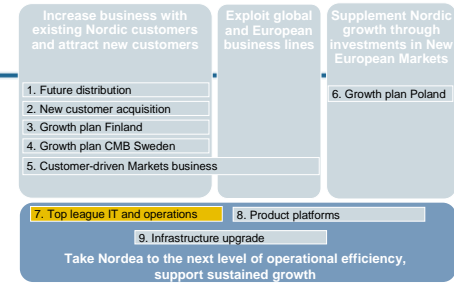 Increase business with
existing Nordic customers
and attract new customers
Exploit global
and European
business lines
Supplement Nordic
growth through
investments in New
European Markets
1. Future distribution
2. New customer acquisition
3. Growth plan Finland
4. Growth plan CMB Sweden
5. Customer-driven Markets business
6. Growth plan Poland
7. Top league IT and operations
8. Product platforms
9. Infrastructure upgrade
Take Nordea to the next level of operational efficiency,
support sustained growth